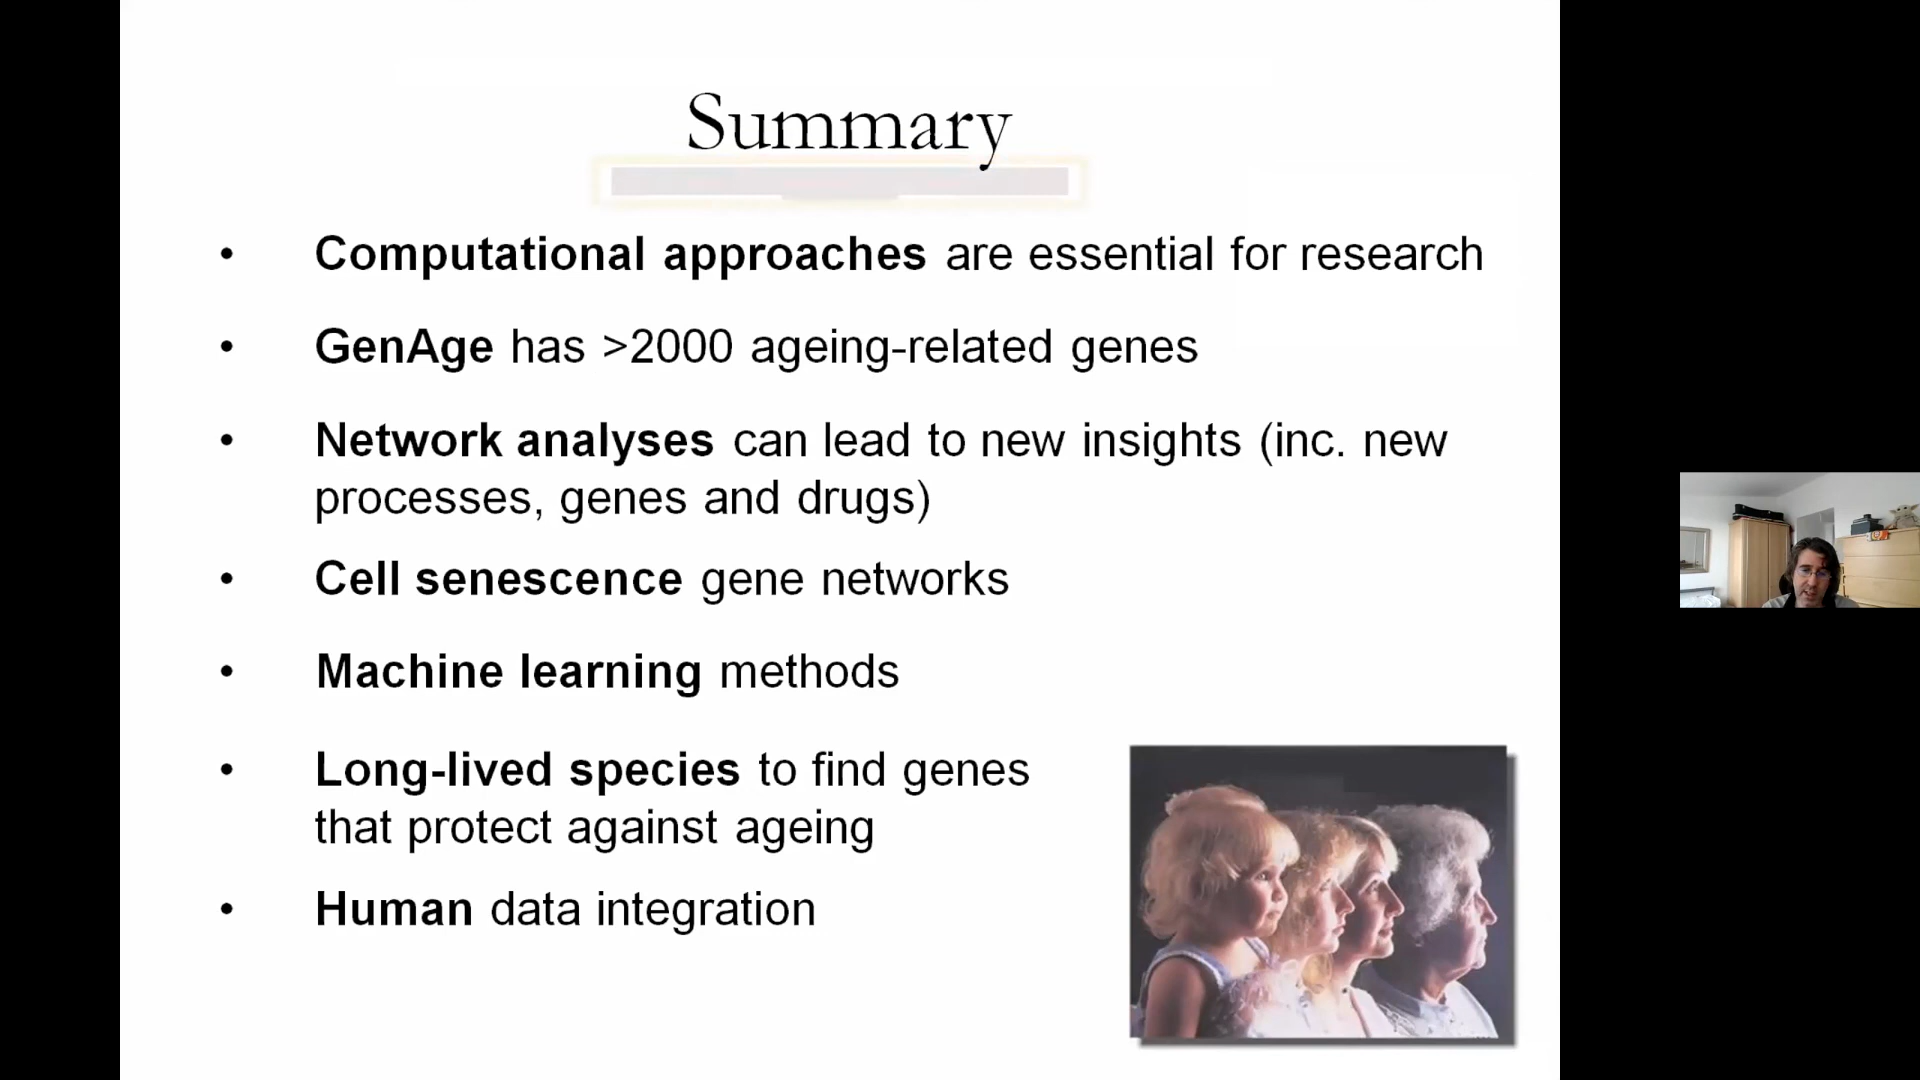 Summary
• Computational approaches are essential for research
• GenAge has >2000 ageing-related genes
• Network analyses can lead to new insights (inc. new
processes, genes and drugs)
• Cell senescence gene networks
• Machine learning methods
• Long-lived species to find genes
that protect against ageing
• Human data integration